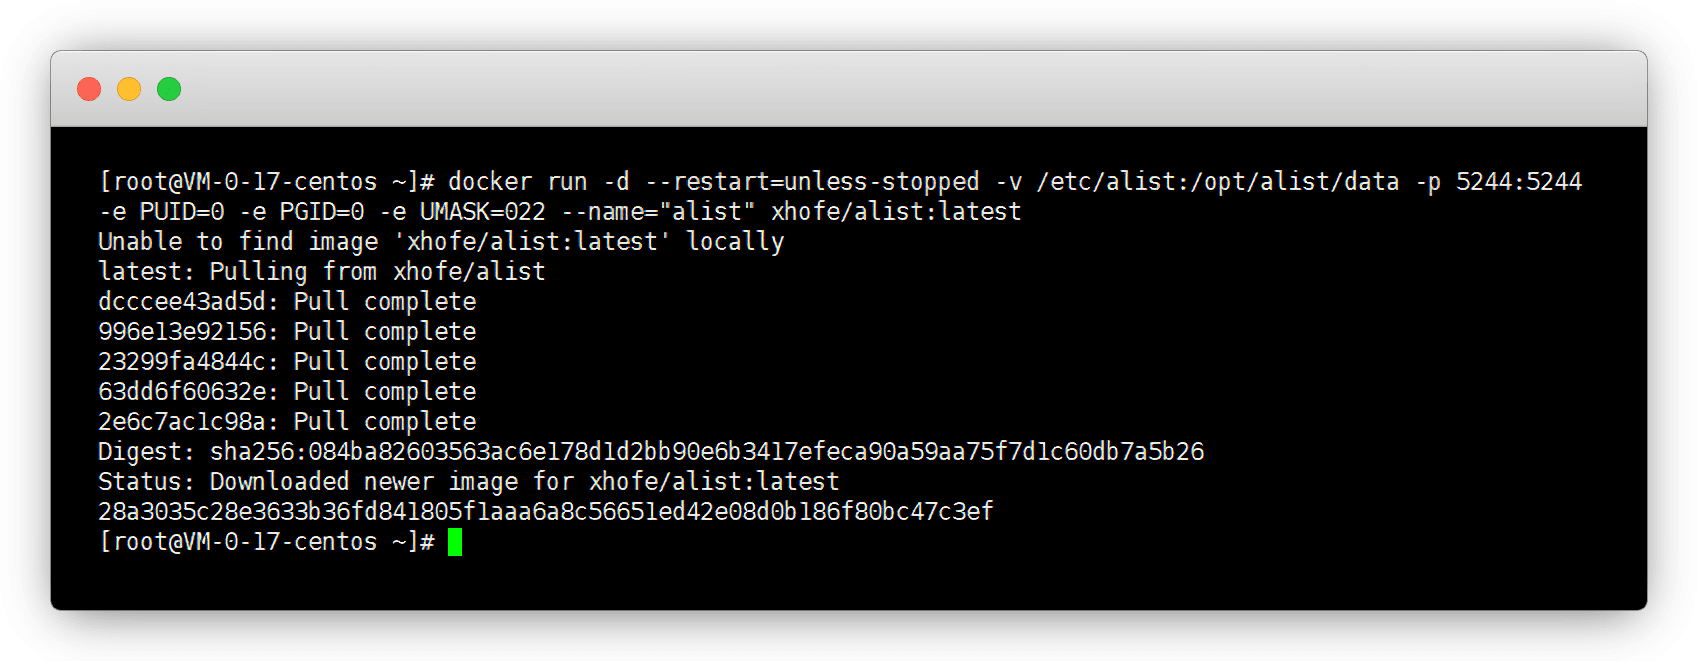 [root@VM-0-17-centos ~]# docker run -d --restart=unless-stopped -v /etc/alist:/opt/alist/data -p 5244:5244
-e PUID=0 -e PGID=0 -e UMASK=022 --name="alist" xhofe/alist:latest
Unable to find image 'xhofe/alist:latest' locally
latest: Pulling from xhofe/alist
dcccee43ad5d: Pull complete
996e13e92156: Pull complete
23299fa4844c: Pull complete
63dd6f60632e: Pull complete
2e6c7ac1c98a: Pull complete
Digest: sha256:084ba82603563ac6e178d1d2bb90e6b3417efeca90a59aa75f7d1c60db7a5b26
Status: Downloaded newer image for xhofe/alist:latest
28a3035c28e3633b36fd841805f1aaa6a8c56651ed42e08d0b186f80bc47c3ef
[root@VM-0-17-centos ~]#